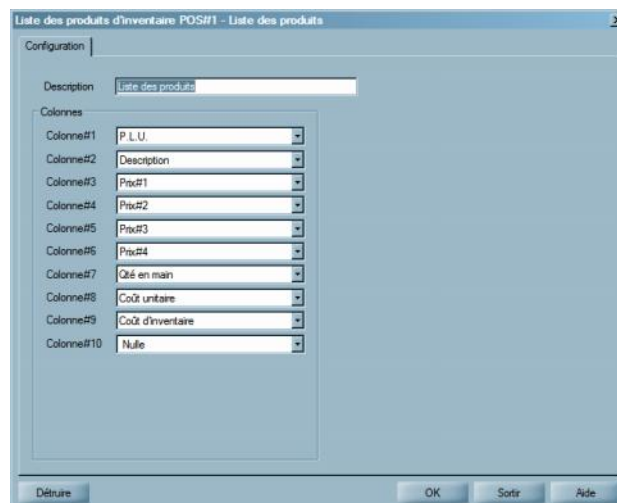 Liste des produits d'inventaire POS#1 - Liste des produits
Configuration
Description Liste des produits
Colonnes
Colonne#1 P.L.U.
Colonne#2 Description
Colonne#3 Prix#1
Colonne#4 Prix#2
Colonne#5 Prix#3
Colonne#6 Prix#4
Colonne#7 Qté en main
Colonne#8 Coût unitaire
Colonne#9 Coût d'inventaire
Colonne#10 Nulle
Détruire OK Sortir Aide